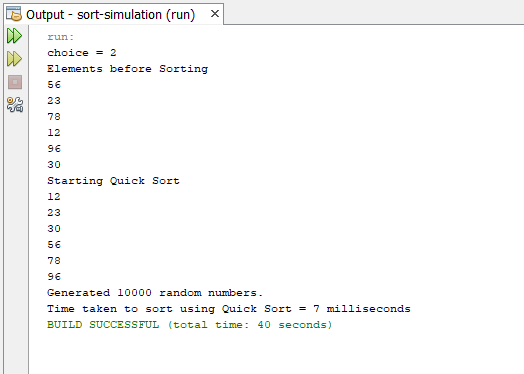 Output - sort-simulation (run)
run:
choice = 2
Elements before Sorting
56
23
78
12
96
30
Starting Quick Sort
12
23
30
56
78
96
Generated 10000 random numbers.
Time taken to sort using Quick Sort = 7 milliseconds
BUILD SUCCESSFUL (total time: 40 seconds)